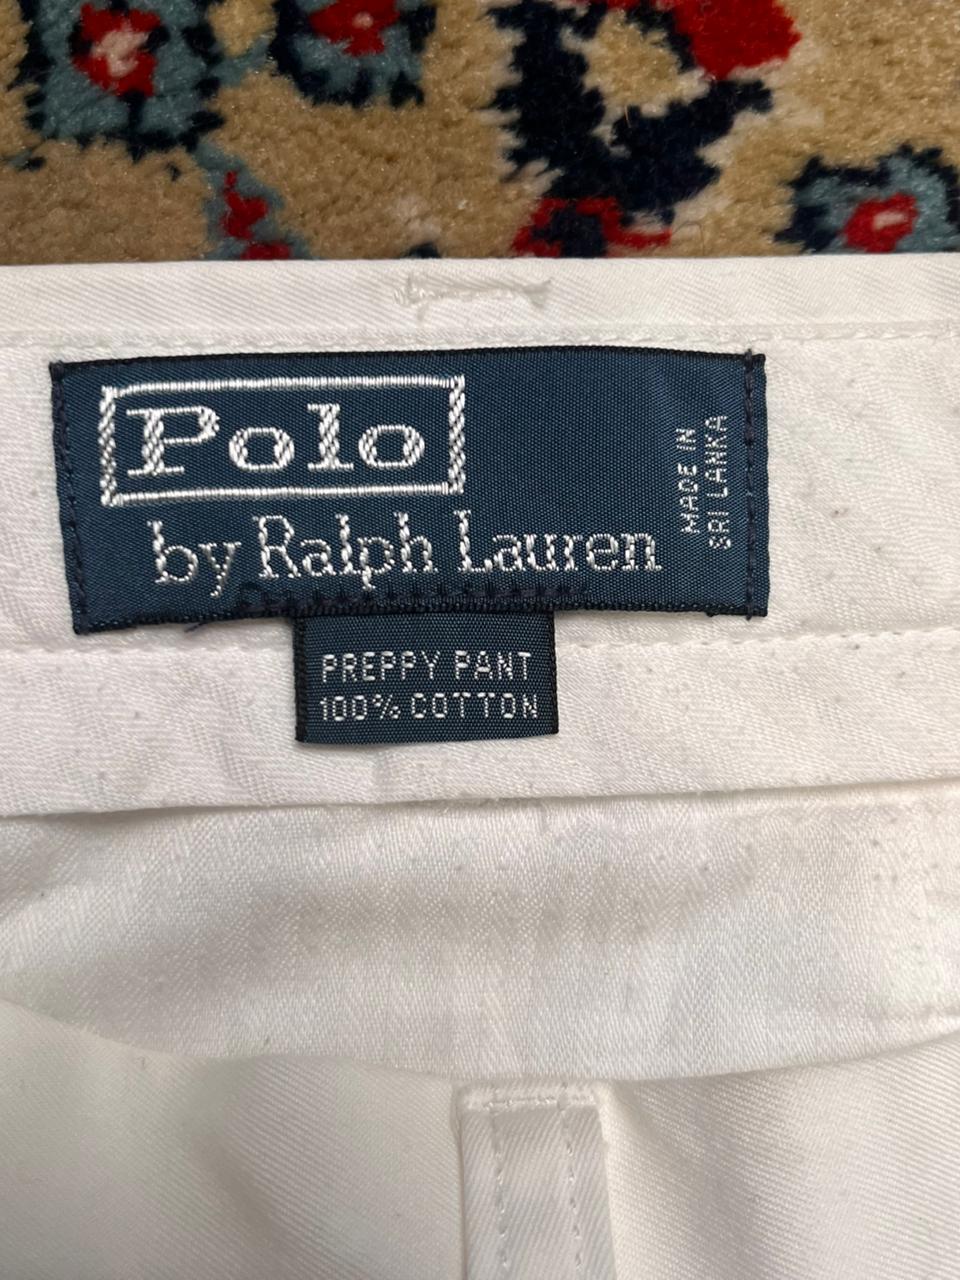 Polo
by Ralph Lauren
MADE IN
SRI LANKA
PREPPY PANT
100% COTTON